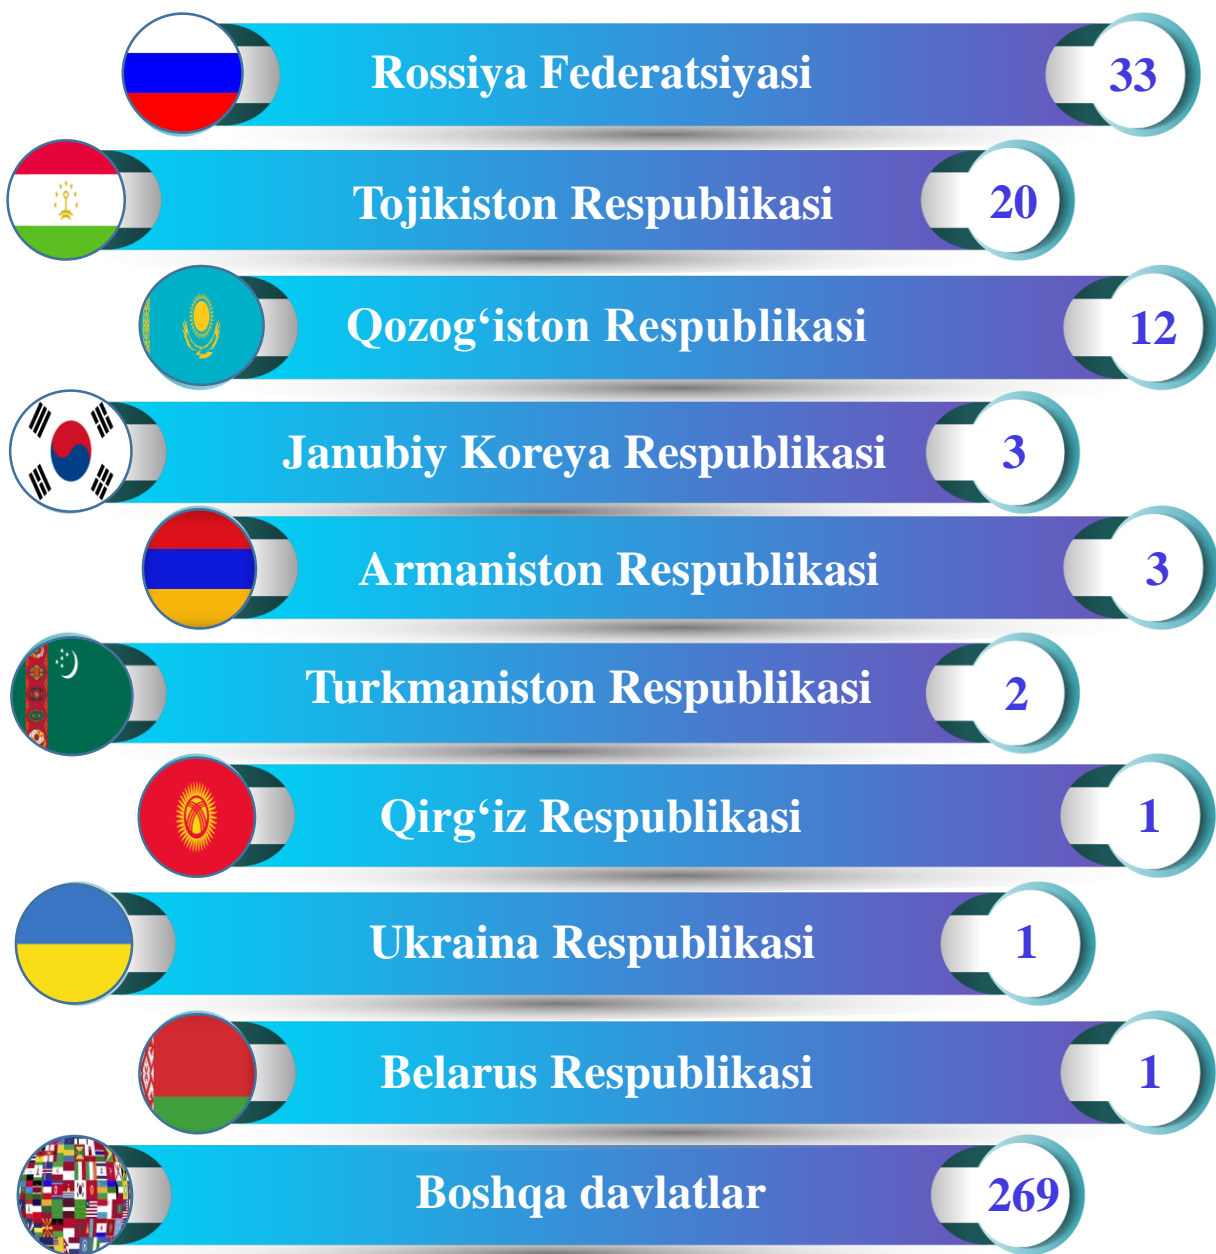 Rossiya Federatsiyasi 33
Tojikiston Respublikasi 20
Qozog‘iston Respublikasi 12
Janubiy Koreya Respublikasi 3
Armaniston Respublikasi 3
Turkmaniston Respublikasi 2
Qirg‘iz Respublikasi 1
Ukraina Respublikasi 1
Belarus Respublikasi 1
Boshqa davlatlar 269